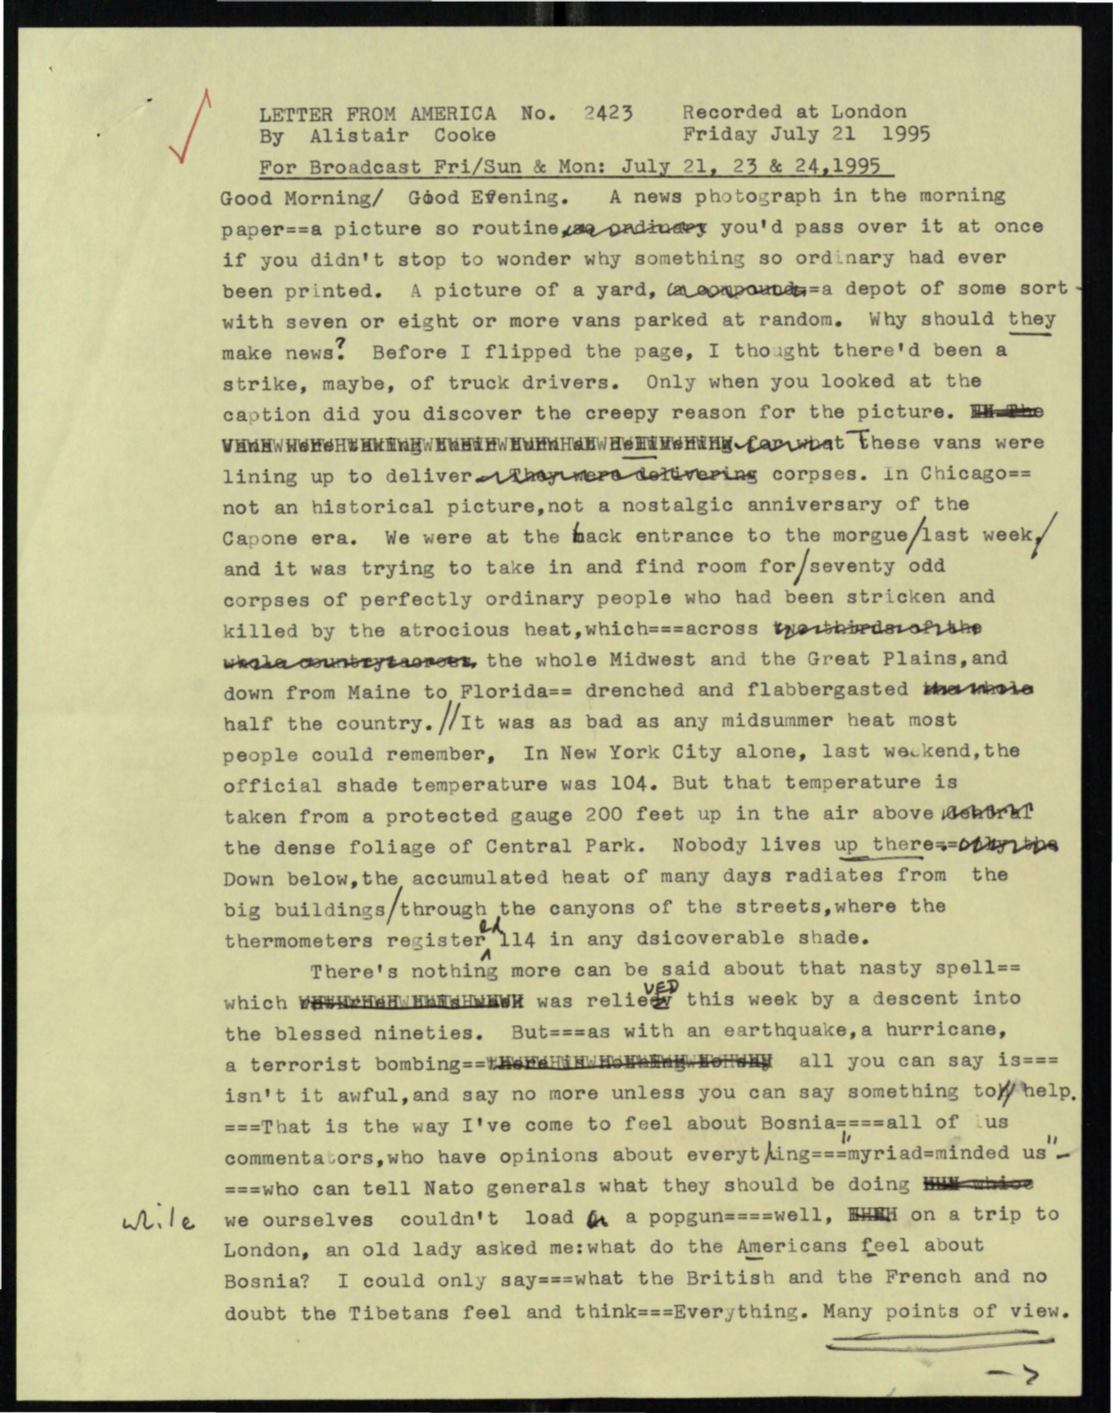 LETTER FROM AMERICA No. 2423 Recorded at London
By Alistair Cooke Friday July 21 1995
For Broadcast Fri/Sun & Mon: July 21, 23 & 24,1995
Good Morning/ Good Evening. A news photograph in the morning
paper==a picture so routine, so ordinary you'd pass over it at once
if you didn't stop to wonder why something so ordinary had ever
been printed. A picture of a yard, (a compound,=a depot of some sort -
with seven or eight or more vans parked at random. Why should they
make news? Before I flipped the page, I thought there'd been a
strike, maybe, of truck drivers. Only when you looked at the
caption did you discover the creepy reason for the picture. The
for what These vans were
lining up to deliver They were delivering corpses. In Chicago==
not an historical picture,not a nostalgic anniversary of the
Capone era. We were at the back entrance to the morgue/last week,/
and it was trying to take in and find room for/seventy odd
corpses of perfectly ordinary people who had been stricken and
killed by the atrocious heat,which===across two thirds of the
whole country across, the whole Midwest and the Great Plains,and
down from Maine to Florida== drenched and flabbergasted the whole
half the country.//It was as bad as any midsummer heat most
people could remember, In New York City alone, last weekend,the
official shade temperature was 104. But that temperature is
taken from a protected gauge 200 feet up in the air above central
the dense foliage of Central Park. Nobody lives up there== the
Down below,the accumulated heat of many days radiates from the
big buildings/through the canyons of the streets,where the
thermometers registered 114 in any dsicoverable shade.
There's nothing more can be said about that nasty spell==
which was relieVED this week by a descent into
the blessed nineties. But===as with an earthquake,a hurricane,
a terrorist bombing== all you can say is===
isn't it awful,and say no more unless you can say something to// help.
===That is the way I've come to feel about Bosnia====all of us
commentators,who have opinions about everything==="myriad=minded us"-
===who can tell Nato generals what they should be doing
while we ourselves couldn't load a popgun====well, on a trip to
London, an old lady asked me:what do the Americans feel about
Bosnia? I could only say===what the British and the French and no
doubt the Tibetans feel and think===Everything. Many points of view.
→